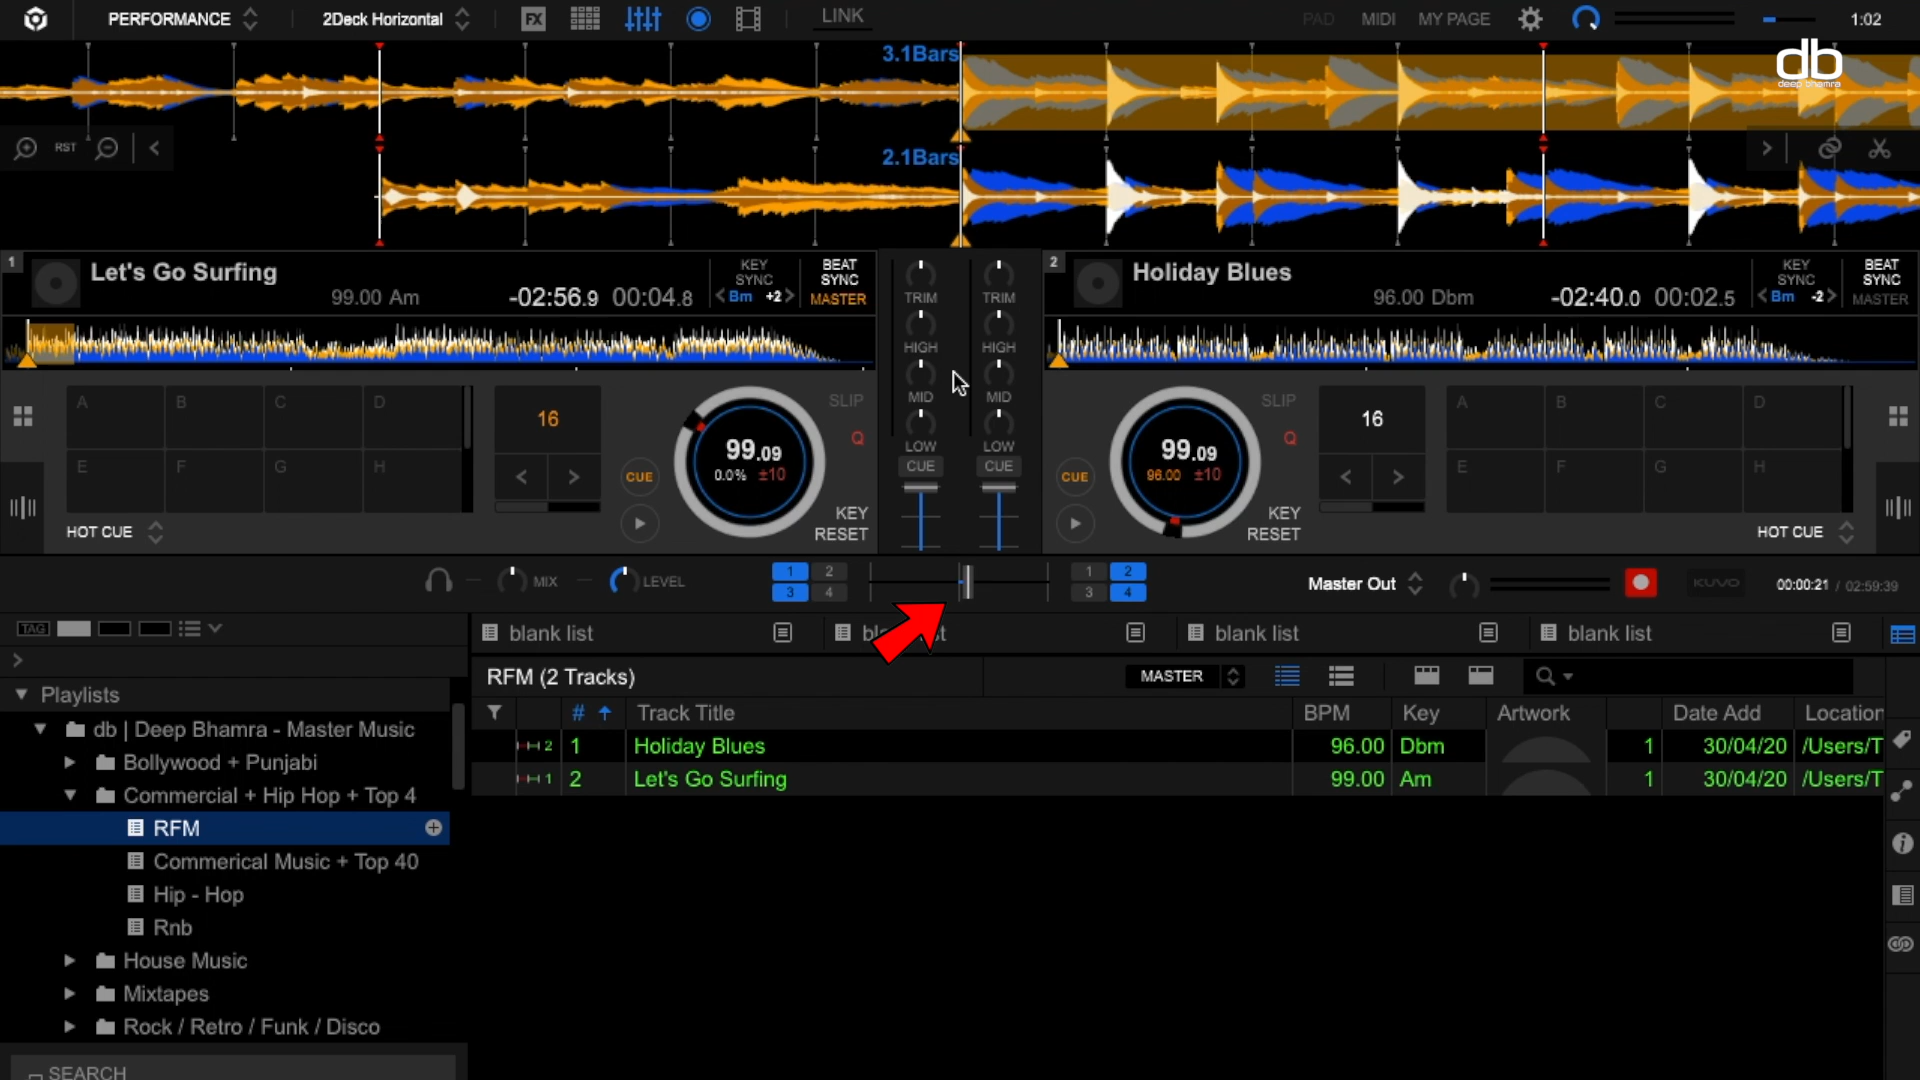 PERFORMANCE 2Deck Horizontal FX LINK PAD MIDI MY PAGE 1:02
db
deep bhamra
3.1Bars
RST
2.1Bars
1 Let's Go Surfing 99.00 Am -02:56.9 00:04.8 KEY SYNC < Bm +2 > BEAT SYNC MASTER
2 Holiday Blues 96.00 Dbm -02:40.0 00:02.5 KEY SYNC < Bm -2 > BEAT SYNC MASTER
TRIM TRIM
HIGH HIGH
MID MID
LOW LOW
CUE CUE
A B C D
E F G H
HOT CUE
16
CUE
99.09
0.0% ±10
SLIP
Q
KEY
RESET
CUE
99.09
96.00 ±10
SLIP
Q
KEY
RESET
16
A B C D
E F G H
HOT CUE
MIX LEVEL 1 2 3 4 1 2 3 4 Master Out KUVO 00:00:21 / 02:59:39
TAG
blank list bl st blank list blank list
RFM (2 Tracks) MASTER
# Track Title BPM Key Artwork Date Add Location
2 1 Holiday Blues 96.00 Dbm 1 30/04/20 /Users/T
1 2 Let's Go Surfing 99.00 Am 1 30/04/20 /Users/T
Playlists
db | Deep Bhamra - Master Music
Bollywood + Punjabi
Commercial + Hip Hop + Top 4
RFM
Commerical Music + Top 40
Hip - Hop
Rnb
House Music
Mixtapes
Rock / Retro / Funk / Disco
SEARCH